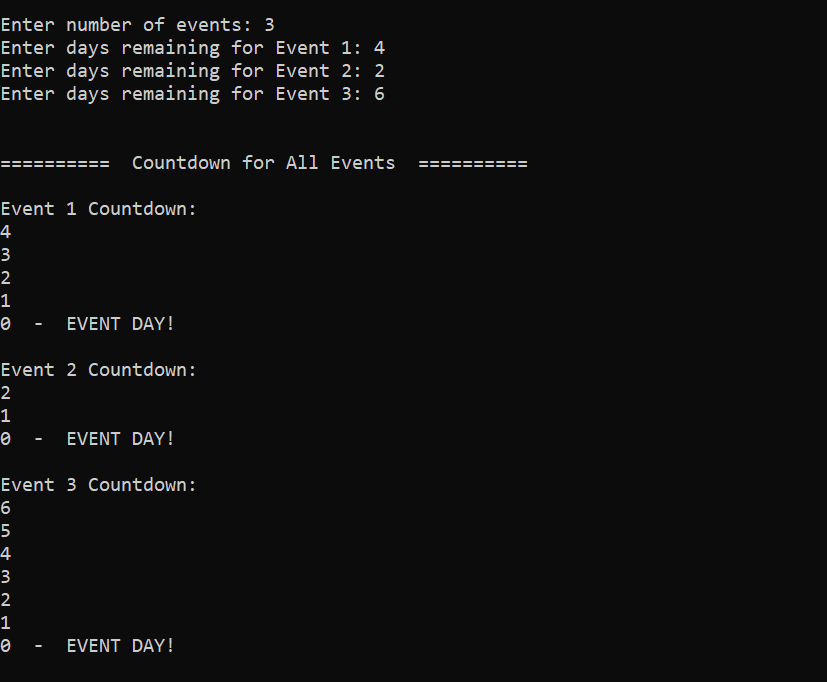 Enter number of events: 3
Enter days remaining for Event 1: 4
Enter days remaining for Event 2: 2
Enter days remaining for Event 3: 6
==========  Countdown for All Events  ==========
Event 1 Countdown:
4
3
2
1
0  -  EVENT DAY!
Event 2 Countdown:
2
1
0  -  EVENT DAY!
Event 3 Countdown:
6
5
4
3
2
1
0  -  EVENT DAY!